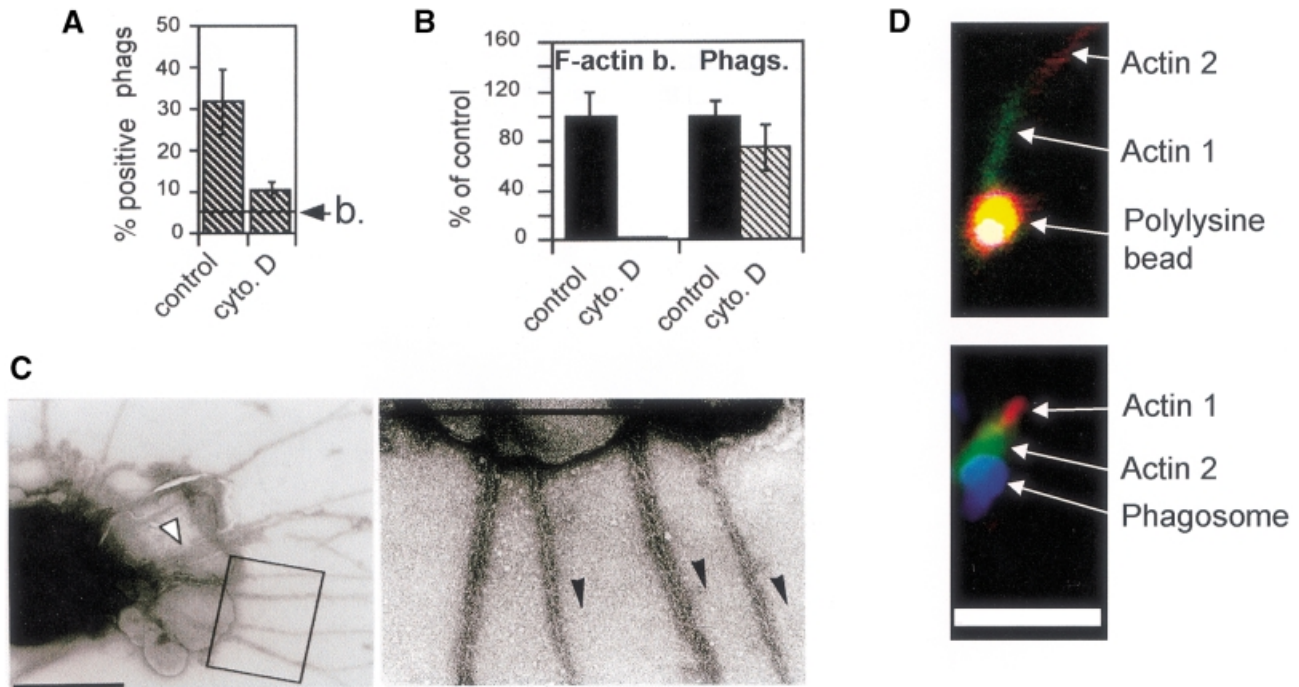 A
% positive phags
50
40
30
20
10
0
b.
control
cyto. D
B
% of control
160
120
80
40
0
F-actin b. Phags.
control
cyto. D
control
cyto. D
C
D
Actin 2
Actin 1
Polylysine
bead
Actin 1
Actin 2
Phagosome